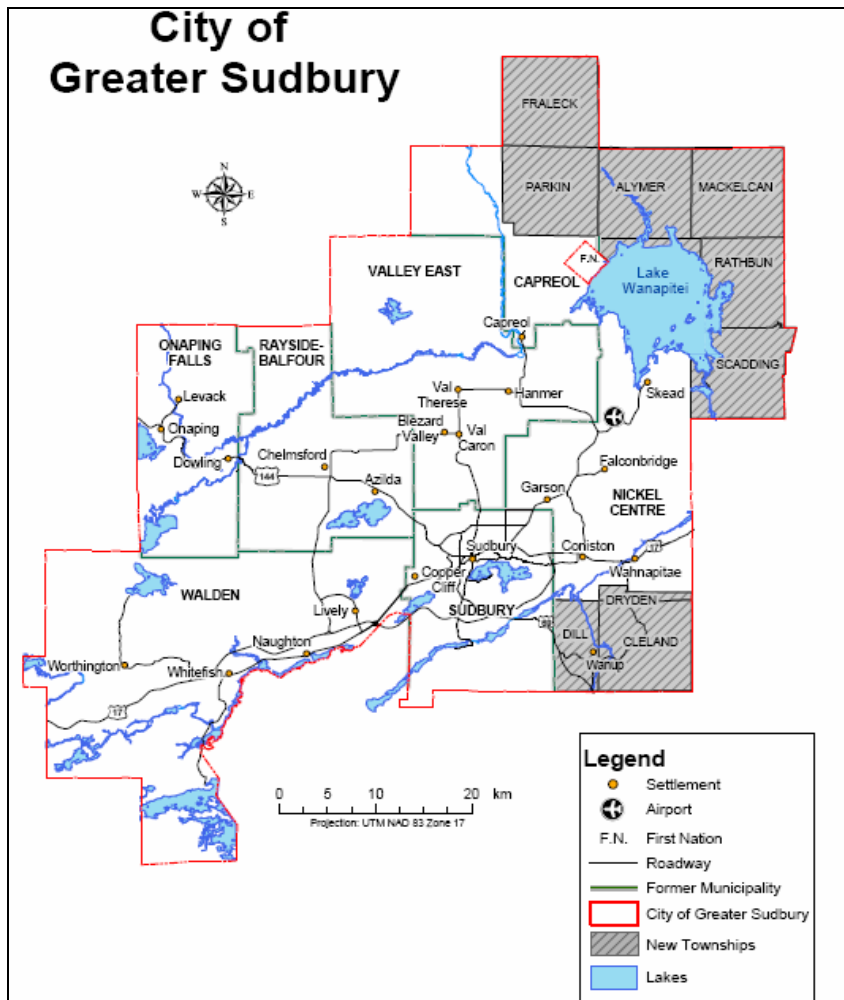 City of
Greater Sudbury
N
W
E
S
FRALECK
PARKIN
ALYMER
MACKELCAN
F.N.
VALLEY EAST
CAPREOL
RATHBUN
Lake
Wanapitei
Capreol
ONAPING
FALLS
RAYSIDE-
BALFOUR
SCADDING
Levack
Val
Therese
Hanmer
Skead
Onaping
Blezard
Valley
Val
Caron
Dowling
Chelmsford
144
Azilda
Falconbridge
Garson
NICKEL
CENTRE
Sudbury
Coniston
17
Wahnapitae
Copper
Cliff
WALDEN
SUDBURY
Lively
DRYDEN
69
DILL
CLELAND
Naughton
Wanup
Worthington
Whitefish
17
0 5 10 20 km
Projection: UTM NAD 83 Zone 17
Legend
Settlement
Airport
F.N. First Nation
Roadway
Former Municipality
City of Greater Sudbury
New Townships
Lakes